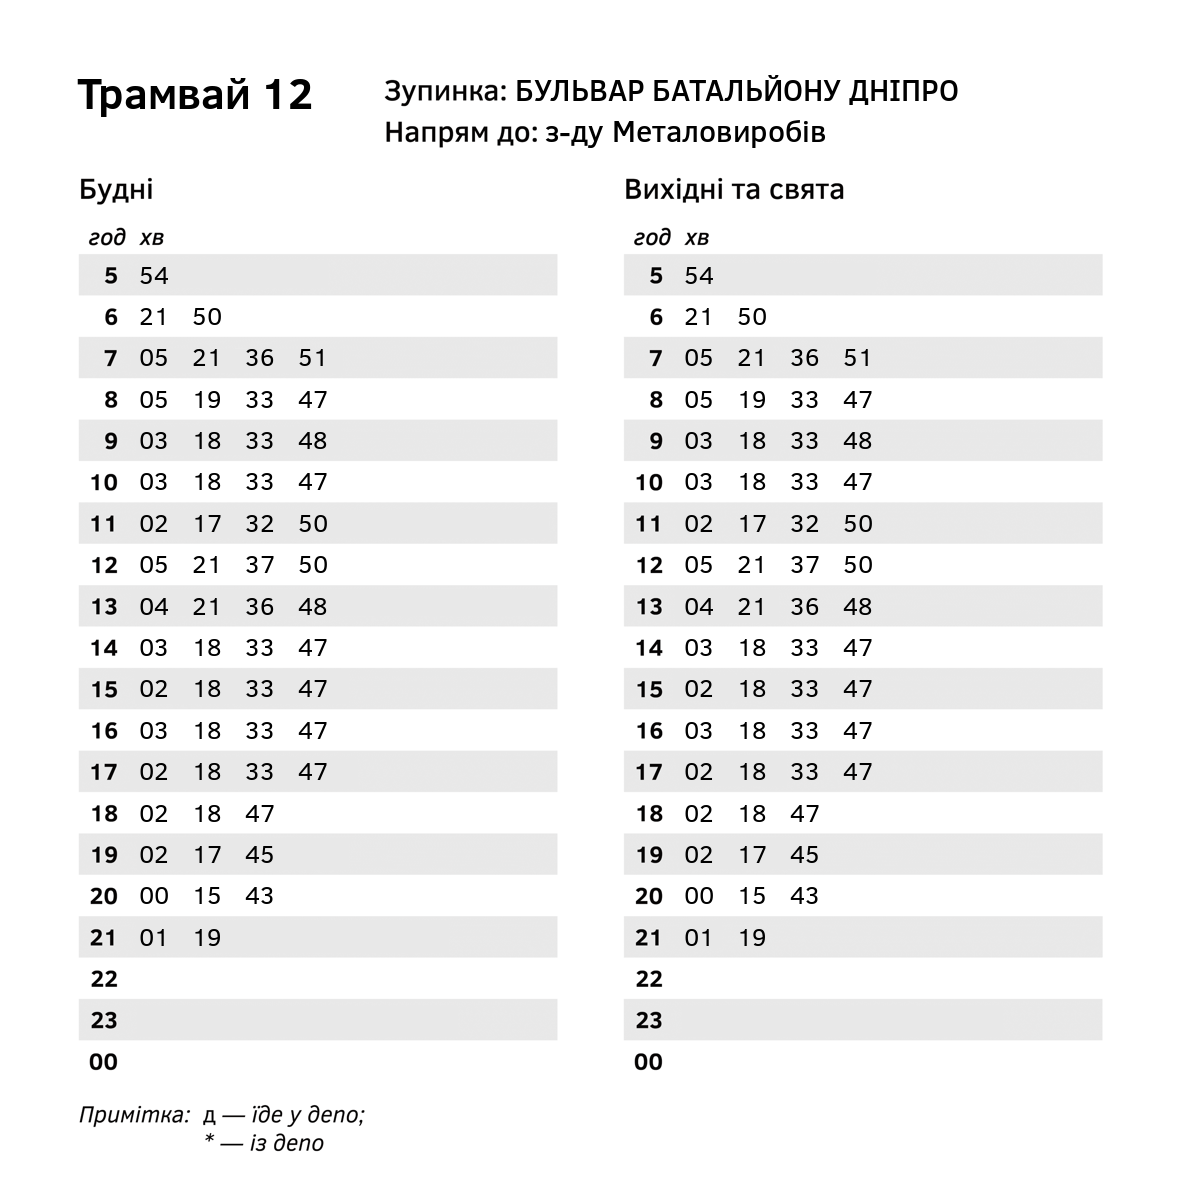 Трамвай 12
Зупинка: БУЛЬВАР БАТАЛЬЙОНУ ДНІПРО
Напрям до: з-ду Металовиробів
Будні
год хв
5 54
6 21 50
7 05 21 36 51
8 05 19 33 47
9 03 18 33 48
10 03 18 33 47
11 02 17 32 50
12 05 21 37 50
13 04 21 36 48
14 03 18 33 47
15 02 18 33 47
16 03 18 33 47
17 02 18 33 47
18 02 18 47
19 02 17 45
20 00 15 43
21 01 19
22
23
00
Вихідні та свята
год хв
5 54
6 21 50
7 05 21 36 51
8 05 19 33 47
9 03 18 33 48
10 03 18 33 47
11 02 17 32 50
12 05 21 37 50
13 04 21 36 48
14 03 18 33 47
15 02 18 33 47
16 03 18 33 47
17 02 18 33 47
18 02 18 47
19 02 17 45
20 00 15 43
21 01 19
22
23
00
Примітка: д — їде у депо;
* — із депо